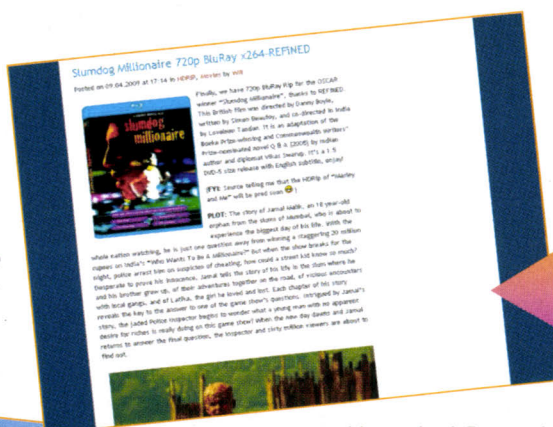 Slumdog Millionaire 720p BluRay x264-REFiNED
Posted on 09.04.2009 at 17:14 in HDRiP, Movies by
slumdog
millionaire
Finally, we have 720p BluRay Rip for the OSCAR
winner "Slumdog Millionaire", thanks to REFiNED.
This British film was directed by Danny Boyle,
written by Simon Beaufoy, and co-directed in India
by Loveleen Tandan. It is an adaptation of the
Boeke Prize-winning and Commonwealth Writers'
Prize-nominated novel Q & A (2005) by Indian
author and diplomat Vikas Swarup. It's a 1.5
DVD-5 size release with English subtitle, enjoy!
(FYI: Source telling me that the HDRip of "Marley
and Me" will be pred soon )
PLOT: The story of Jamal Malik, an 18 year-old
orphan from the slums of Mumbai, who is about to
experience the biggest day of his life. With the
whole nation watching, he is just one question away from winning a staggering 20 million
rupees on India's "Who Wants To Be A Millionaire?" But when the show breaks for the
night, police arrest him on suspicion of cheating; how could a street kid know so much?
Desperate to prove his innocence, Jamal tells the story of his life in the slum where he
and his brother grew up, of their adventures together on the road, of vicious encounters
with local gangs, and of Latika, the girl he loved and lost. Each chapter of his story
reveals the key to the answer to one of the game show's questions. Intrigued by Jamal's
story, the jaded Police Inspector begins to wonder what a young man with no apparent
desire for riches is really doing on this game show? When the new day dawns and Jamal
returns to answer the final question, the Inspector and sixty million viewers are about to
find out.